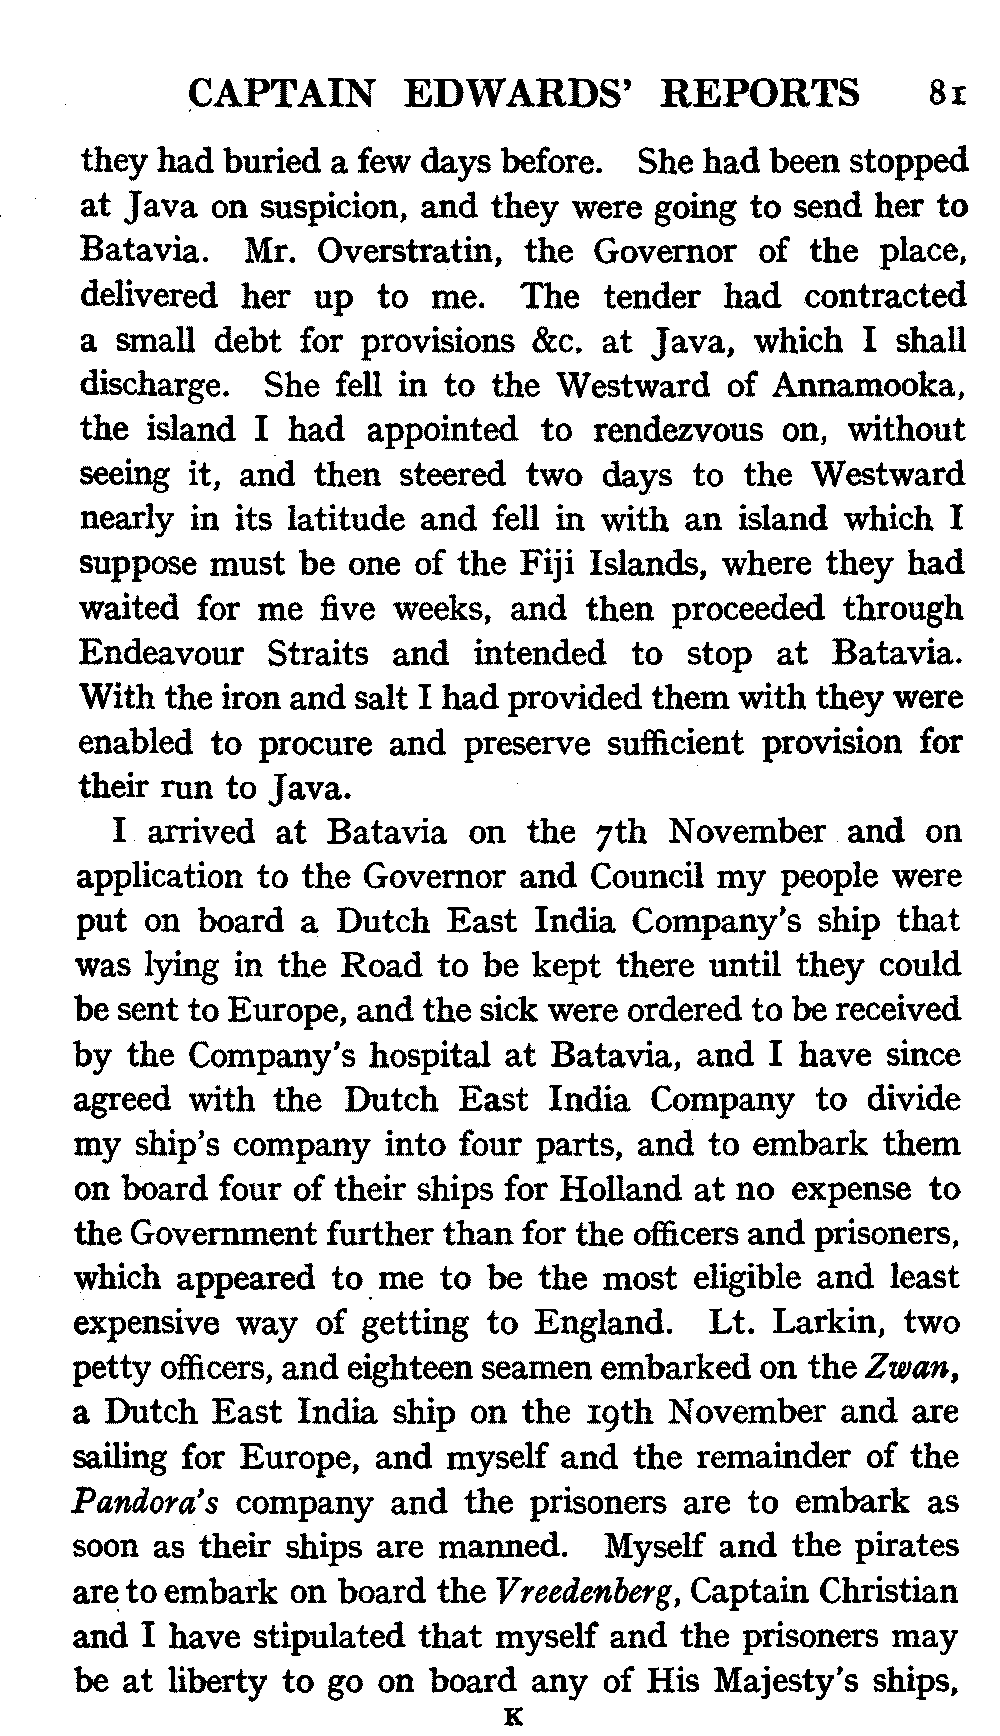 CAPTAIN EDWARDS' REPORTS 81
they had buried a few days before. She had been stopped
at Java on suspicion, and they were going to send her to
Batavia. Mr. Overstratin, the Governor of the place,
delivered her up to me. The tender had contracted
a small debt for provisions &c. at Java, which I shall
discharge. She fell in to the Westward of Annamooka,
the island I had appointed to rendezvous on, without
seeing it, and then steered two days to the Westward
nearly in its latitude and fell in with an island which I
suppose must be one of the Fiji Islands, where they had
waited for me five weeks, and then proceeded through
Endeavour Straits and intended to stop at Batavia.
With the iron and salt I had provided them with they were
enabled to procure and preserve sufficient provision for
their run to Java.
I arrived at Batavia on the 7th November and on
application to the Governor and Council my people were
put on board a Dutch East India Company's ship that
was lying in the Road to be kept there until they could
be sent to Europe, and the sick were ordered to be received
by the Company's hospital at Batavia, and I have since
agreed with the Dutch East India Company to divide
my ship's company into four parts, and to embark them
on board four of their ships for Holland at no expense to
the Government further than for the officers and prisoners,
which appeared to me to be the most eligible and least
expensive way of getting to England. Lt. Larkin, two
petty officers, and eighteen seamen embarked on the Zwan,
a Dutch East India ship on the 19th November and are
sailing for Europe, and myself and the remainder of the
Pandora's company and the prisoners are to embark as
soon as their ships are manned. Myself and the pirates
are to embark on board the Vreedenberg, Captain Christian
and I have stipulated that myself and the prisoners may
be at liberty to go on board any of His Majesty's ships,
K